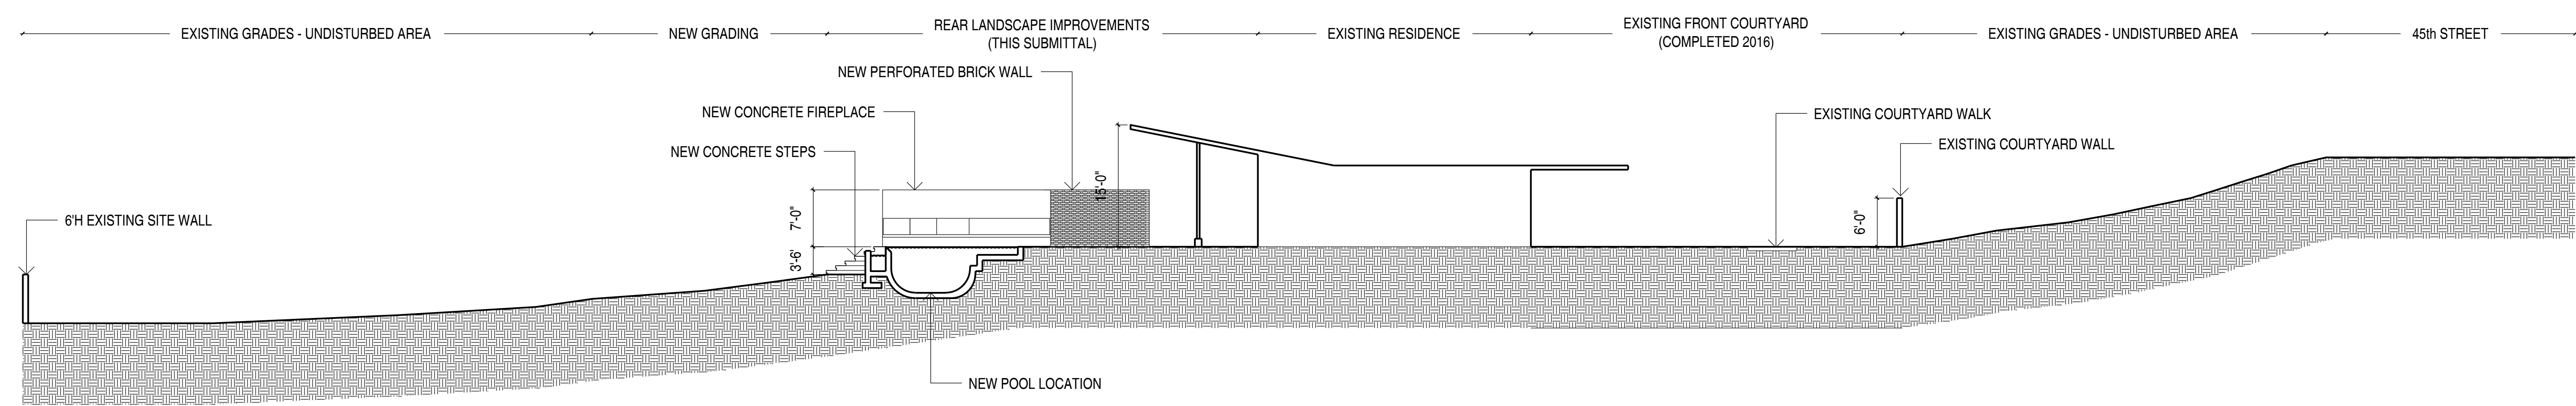 EXISTING GRADES - UNDISTURBED AREA
NEW GRADING
REAR LANDSCAPE IMPROVEMENTS
(THIS SUBMITTAL)
EXISTING RESIDENCE
EXISTING FRONT COURTYARD
(COMPLETED 2016)
EXISTING GRADES - UNDISTURBED AREA
45th STREET
NEW PERFORATED BRICK WALL
NEW CONCRETE FIREPLACE
NEW CONCRETE STEPS
EXISTING COURTYARD WALK
EXISTING COURTYARD WALL
6'H EXISTING SITE WALL
7'-0"
3'-6'
15'-0"
6'-0"
NEW POOL LOCATION